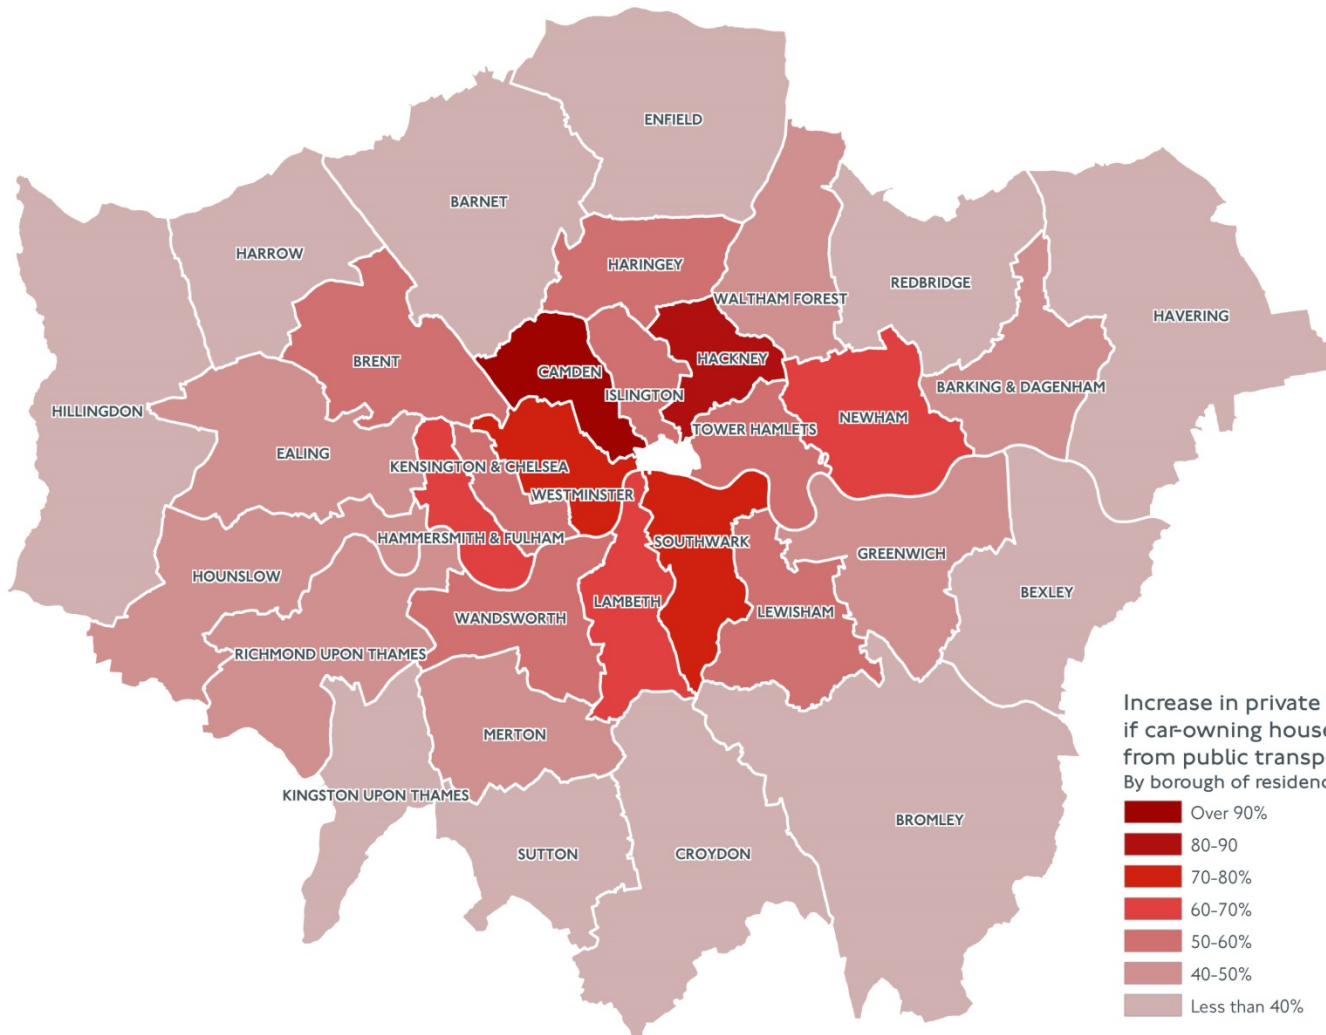 ENFIELD
BARNET
HARROW
HARINGEY
REDBRIDGE
WALTHAM FOREST
HAVERING
BRENT
HACKNEY
CAMDEN
ISLINGTON
BARKING & DAGENHAM
HILLINGDON
NEWHAM
TOWER HAMLETS
EALING
KENSINGTON & CHELSEA
WESTMINSTER
HAMMERSMITH & FULHAM
SOUTHWARK
GREENWICH
HOUNSLOW
BEXLEY
LAMBETH
LEWISHAM
WANDSWORTH
RICHMOND UPON THAMES
MERTON
KINGSTON UPON THAMES
BROMLEY
SUTTON
CROYDON
Increase in private
if car-owning house
from public transp
By borough of residenc
Over 90%
80-90
70-80%
60-70%
50-60%
40-50%
Less than 40%